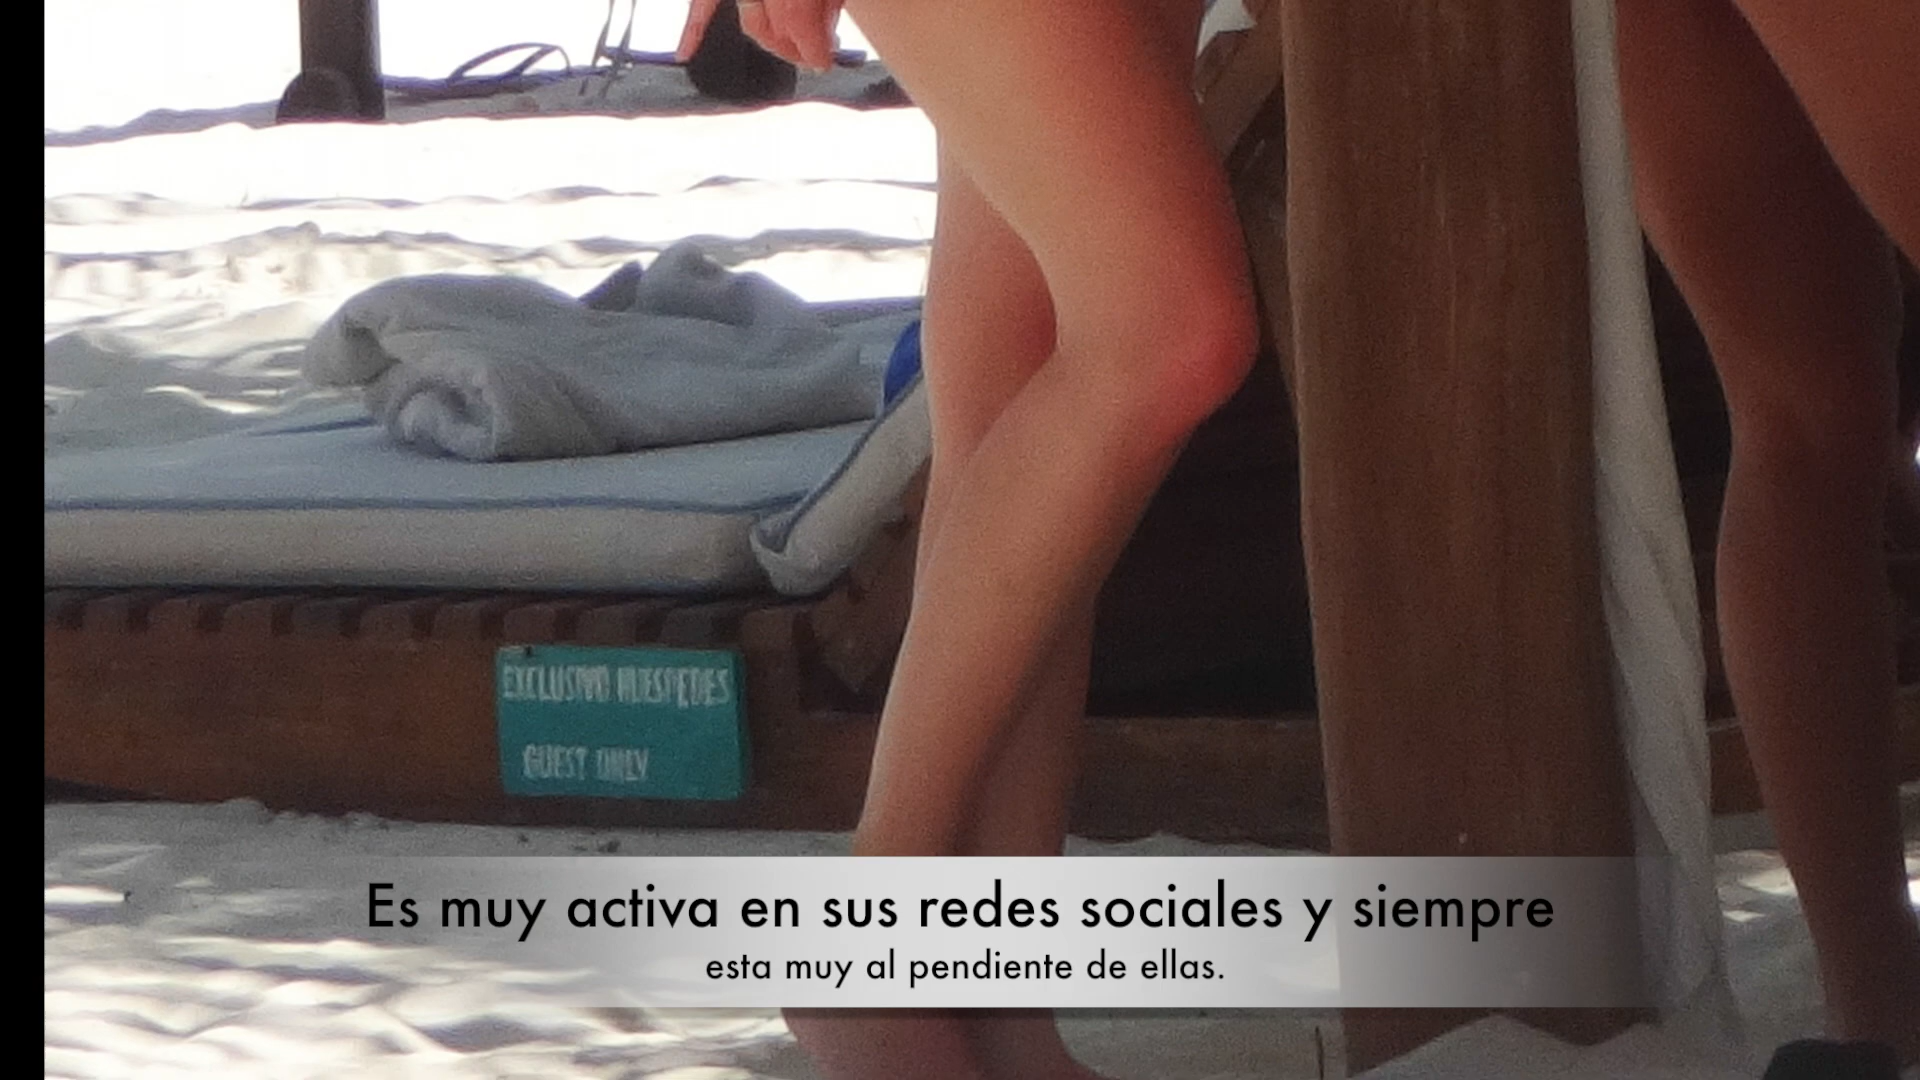 EXCLUSIVO HUESPEDES
GUEST ONLY
Es muy activa en sus redes sociales y siempre
esta muy al pendiente de ellas.